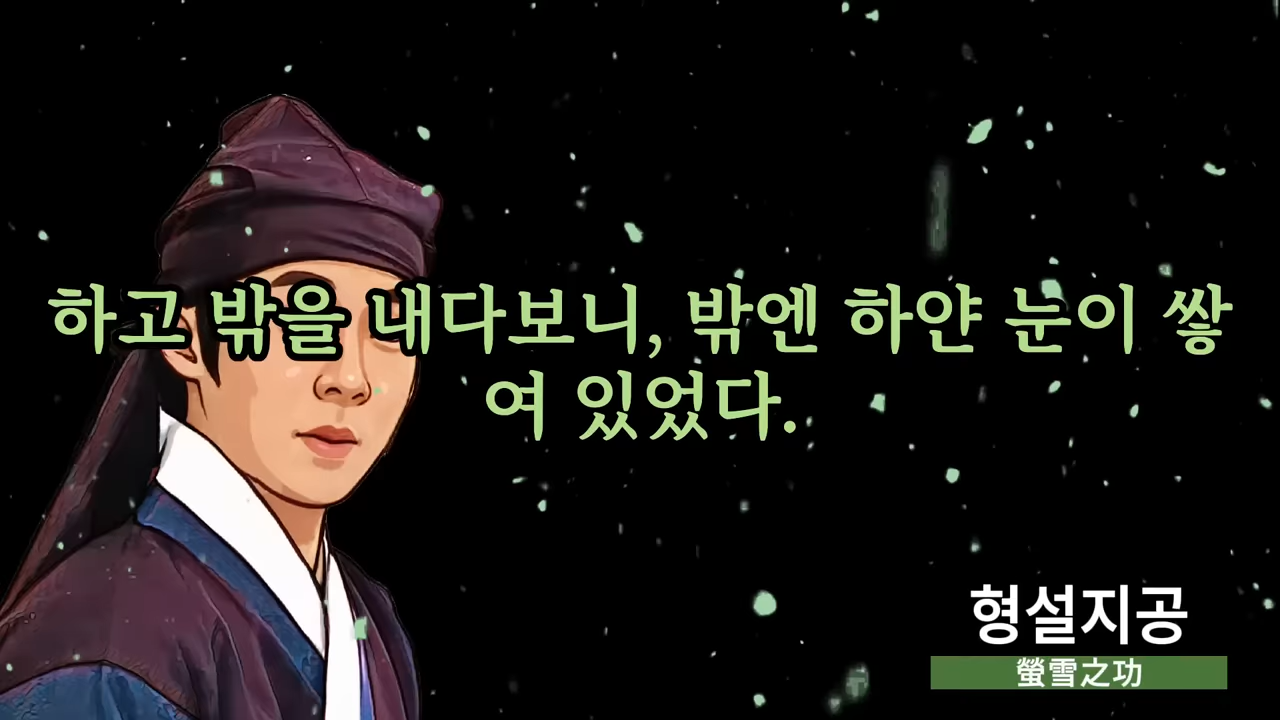 하고 밖을 내다보니, 밖엔 하얀 눈이 쌓
여 있었다.
형설지공
螢雪之功